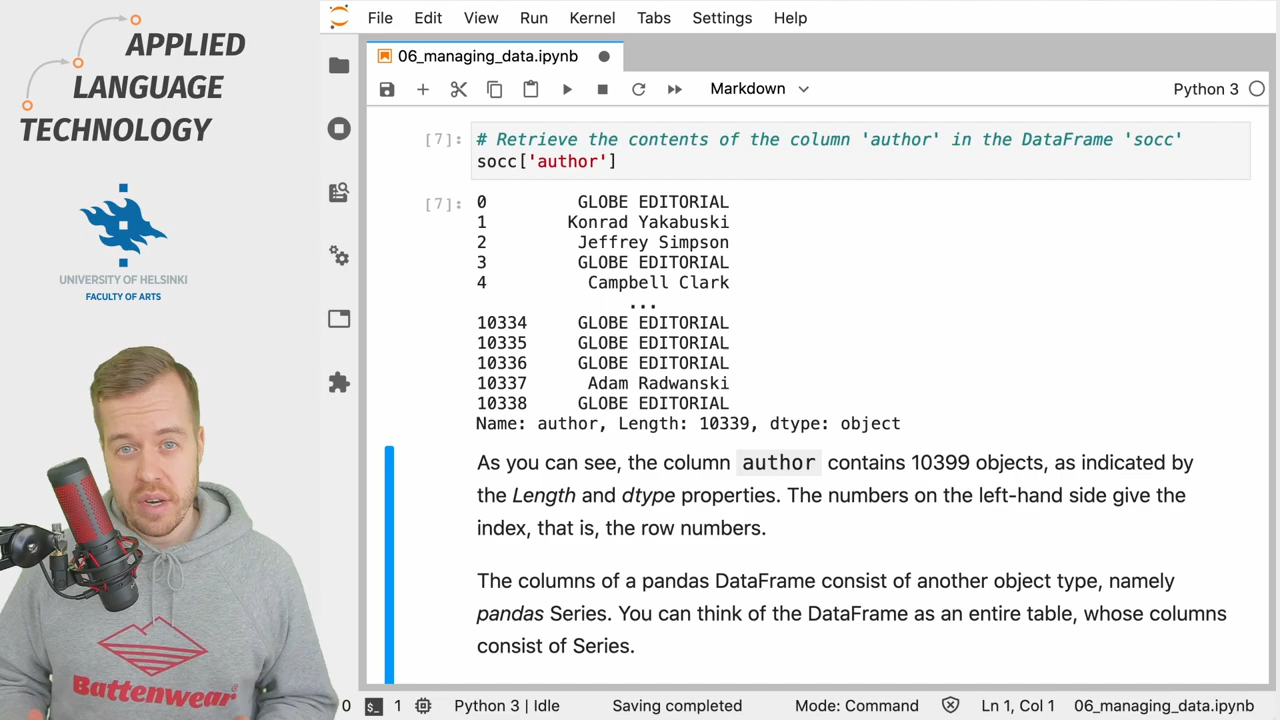 APPLIED
LANGUAGE
TECHNOLOGY
UNIVERSITY OF HELSINKI
FACULTY OF ARTS
Battenwear
File Edit View Run Kernel Tabs Settings Help
06_managing_data.ipynb
Markdown
Python 3
[7]: # Retrieve the contents of the column 'author' in the DataFrame 'socc'
socc['author']
[7]: 0 GLOBE EDITORIAL
1 Konrad Yakabuski
2 Jeffrey Simpson
3 GLOBE EDITORIAL
4 Campbell Clark
...
10334 GLOBE EDITORIAL
10335 GLOBE EDITORIAL
10336 GLOBE EDITORIAL
10337 Adam Radwanski
10338 GLOBE EDITORIAL
Name: author, Length: 10339, dtype: object
As you can see, the column author contains 10399 objects, as indicated by
the Length and dtype properties. The numbers on the left-hand side give the
index, that is, the row numbers.
The columns of a pandas DataFrame consist of another object type, namely
pandas Series. You can think of the DataFrame as an entire table, whose columns
consist of Series.
0 1 Python 3 | Idle Saving completed Mode: Command Ln 1, Col 1 06_managing_data.ipynb